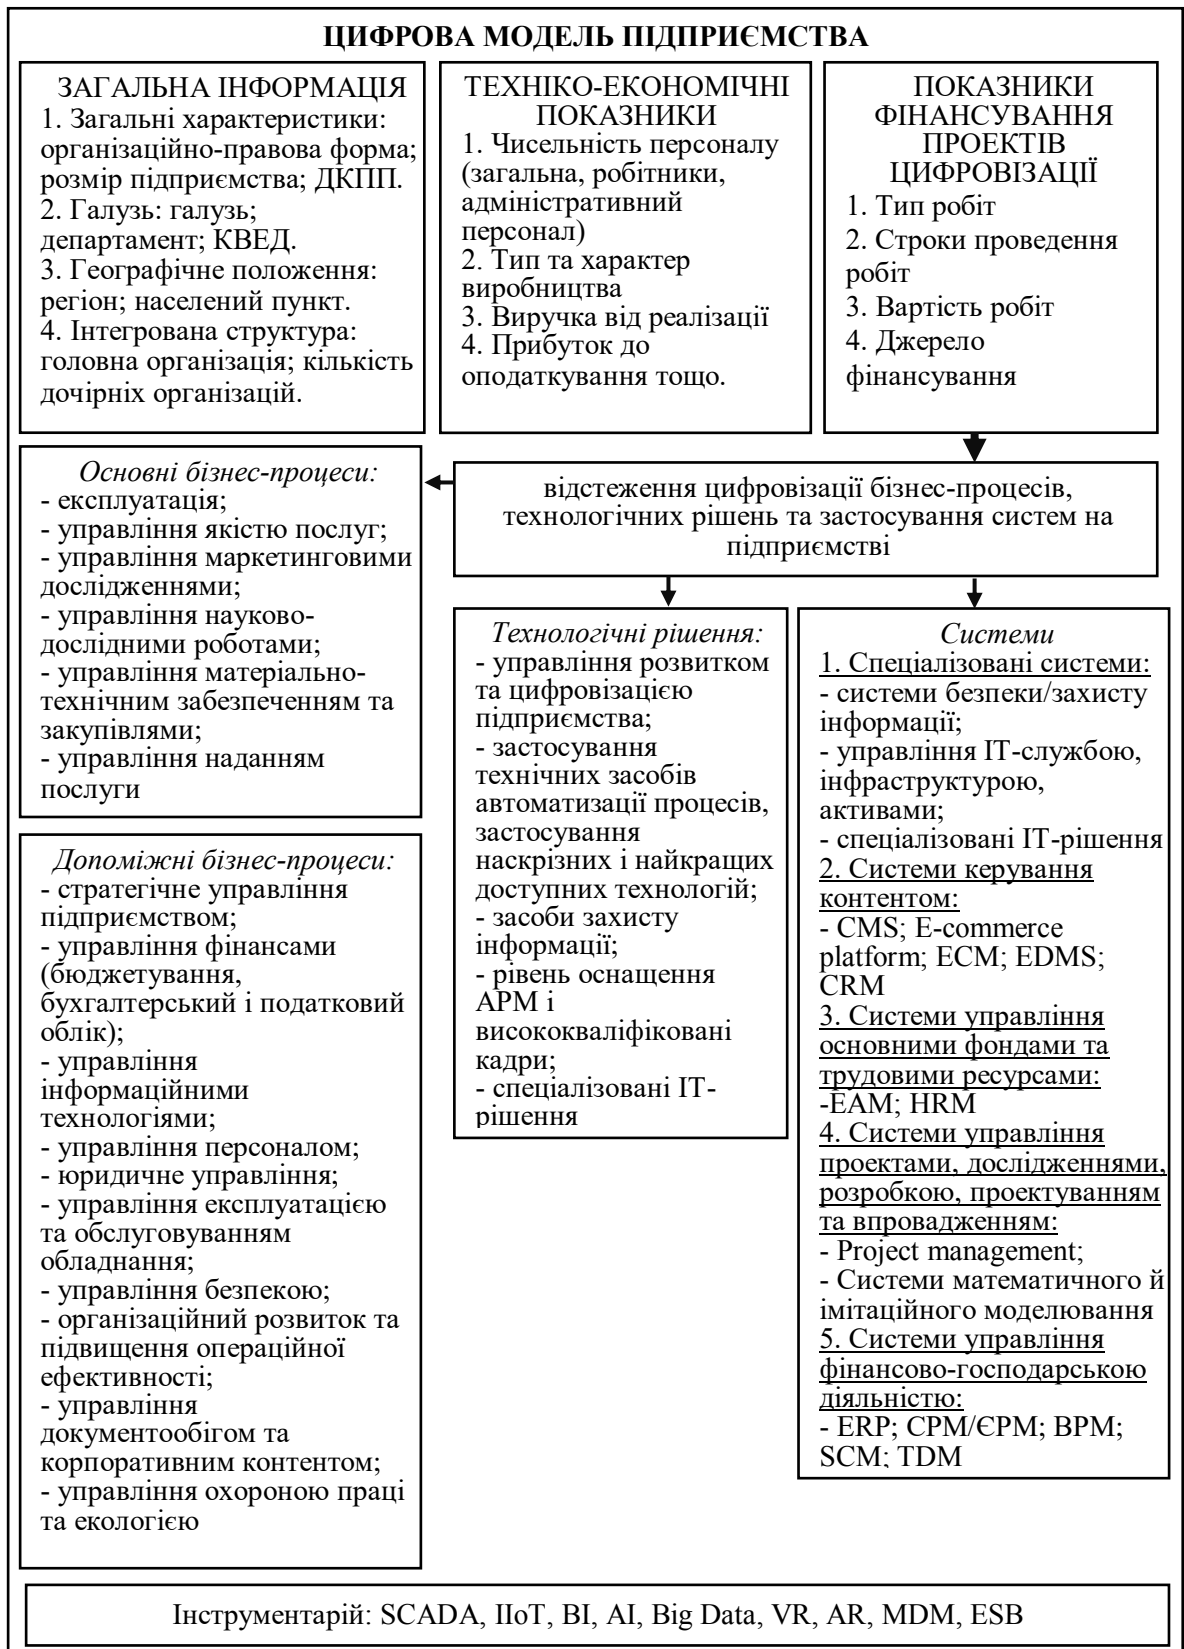 ЦИФРОВА МОДЕЛЬ ПІДПРИЄМСТВА
ЗАГАЛЬНА ІНФОРМАЦІЯ
1. Загальні характеристики:
організаційно-правова форма;
розмір підприємства; ДКПП.
2. Галузь: галузь;
департамент; КВЕД.
3. Географічне положення:
регіон; населений пункт.
4. Інтегрована структура:
головна організація; кількість
дочірніх організацій.
ТЕХНІКО-ЕКОНОМІЧНІ
ПОКАЗНИКИ
1. Чисельність персоналу
(загальна, робітники,
адміністративний
персонал)
2. Тип та характер
виробництва
3. Виручка від реалізації
4. Прибуток до
оподаткування тощо.
ПОКАЗНИКИ
ФІНАНСУВАННЯ
ПРОЕКТІВ
ЦИФРОВІЗАЦІЇ
1. Тип робіт
2. Строки проведення
робіт
3. Вартість робіт
4. Джерело
фінансування
відстеження цифровізації бізнес-процесів,
технологічних рішень та застосування систем на
підприємстві
Основні бізнес-процеси:
- експлуатація;
- управління якістю послуг;
- управління маркетинговими
дослідженнями;
- управління науково-
дослідними роботами;
- управління матеріально-
технічним забезпеченням та
закупівлями;
- управління наданням
послуги
Допоміжні бізнес-процеси:
- стратегічне управління
підприємством;
- управління фінансами
(бюджетування,
бухгалтерський і податковий
облік);
- управління
інформаційними
технологіями;
- управління персоналом;
- юридичне управління;
- управління експлуатацією
та обслуговуванням
обладнання;
- управління безпекою;
- організаційний розвиток та
підвищення операційної
ефективності;
- управління
документообігом та
корпоративним контентом;
- управління охороною праці
та екологією
Технологічні рішення:
- управління розвитком
та цифровізацією
підприємства;
- застосування
технічних засобів
автоматизації процесів,
застосування
наскрізних і найкращих
доступних технологій;
- засоби захисту
інформації;
- рівень оснащення
АРМ і
висококваліфіковані
кадри;
- спеціалізовані ІТ-
рішення
Системи
1. Спеціалізовані системи:
- системи безпеки/захисту
інформації;
- управління ІТ-службою,
інфраструктурою,
активами;
- спеціалізовані ІТ-рішення
2. Системи керування
контентом:
- CMS; E-commerce
platform; ECM; EDMS;
CRM
3. Системи управління
основними фондами та
трудовими ресурсами:
-EAM; HRM
4. Системи управління
проектами, дослідженнями,
розробкою, проектуванням
та впровадженням:
- Project management;
- Системи математичного й
імітаційного моделювання
5. Системи управління
фінансово-господарською
діяльністю:
- ERP; CPM/ЄPM; BPM;
SCM; TDM
Інструментарій: SCADA, IIoT, BI, AI, Big Data, VR, AR, MDM, ESB